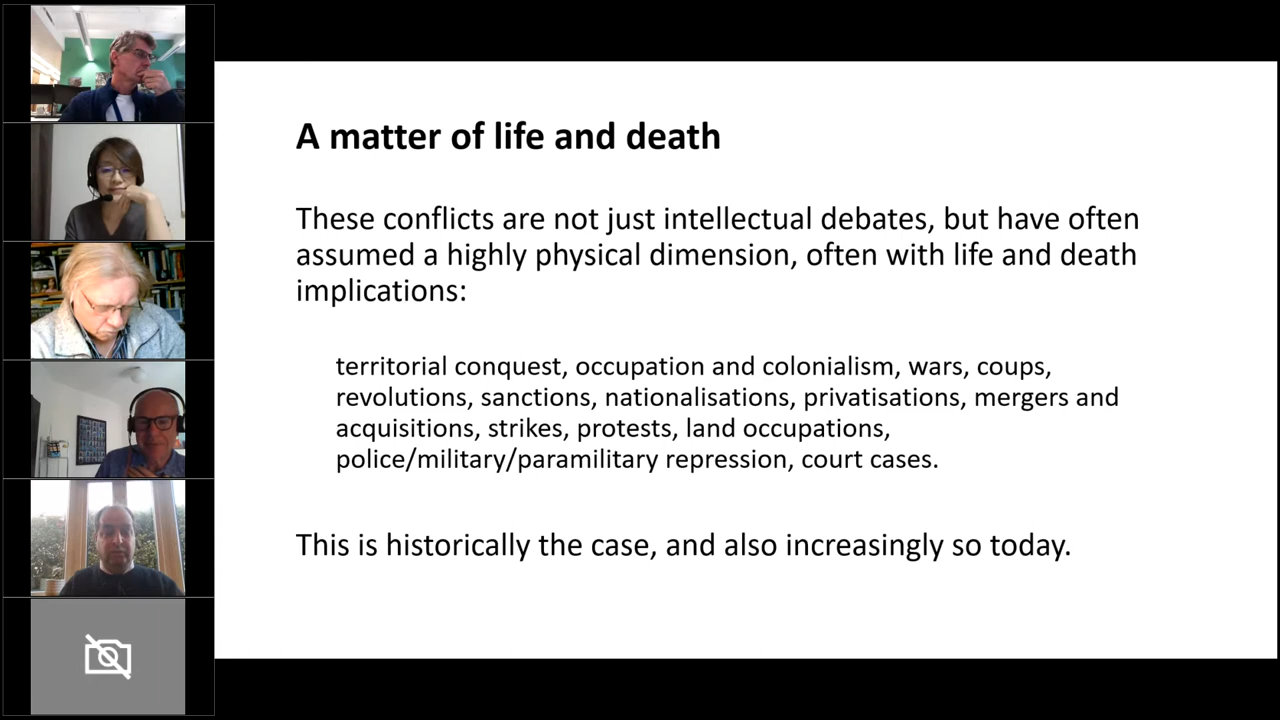 A matter of life and death
These conflicts are not just intellectual debates, but have often
assumed a highly physical dimension, often with life and death
implications:
territorial conquest, occupation and colonialism, wars, coups,
revolutions, sanctions, nationalisations, privatisations, mergers and
acquisitions, strikes, protests, land occupations,
police/military/paramilitary repression, court cases.
This is historically the case, and also increasingly so today.